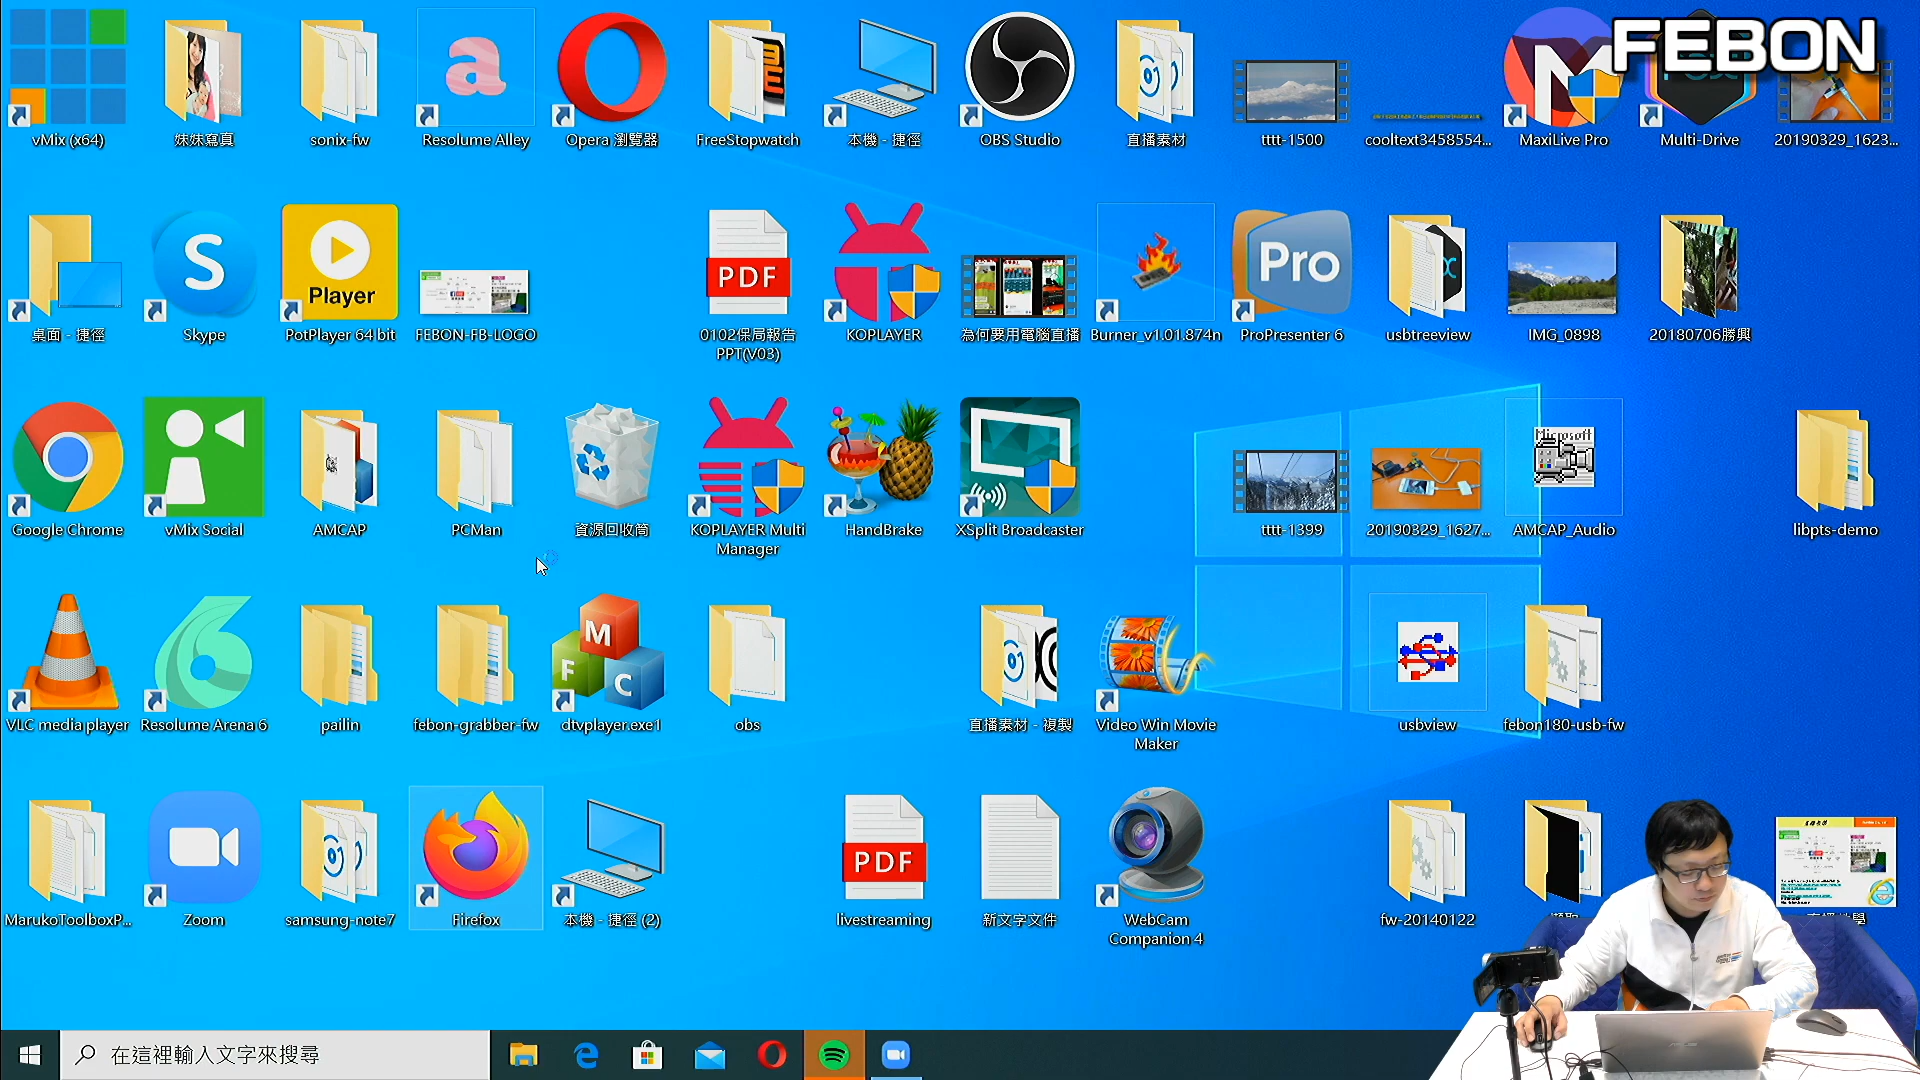 FEBON
vMix (x64)
妹妹寫真
sonix-fw
Resolume Alley
Opera 瀏覽器
FreeStopwatch
本機 - 捷徑
OBS Studio
直播素材
tttt-1500
cooltext3458554...
MaxiLive Pro
Multi-Drive
20190329_1623...
Player
PDF
Pro
桌面 - 捷徑
Skype
PotPlayer 64 bit
FEBON-FB-LOGO
0102保局報告
PPT(V03)
KOPLAYER
為何要用電腦直播
Burner_v1.01.874n
ProPresenter 6
usbtreeview
IMG_0898
20180706勝興
Microsoft
Google Chrome
vMix Social
AMCAP
PCMan
資源回收筒
KOPLAYER Multi
Manager
HandBrake
XSplit Broadcaster
tttt-1399
20190329_1627...
AMCAP_Audio
libpts-demo
M
F
C
VLC media player
Resolume Arena 6
pailin
febon-grabber-fw
dtvplayer.exe1
obs
直播素材 - 複製
Video Win Movie
Maker
usbview
febon180-usb-fw
PDF
MarukoToolboxP...
Zoom
samsung-note7
Firefox
本機 - 捷徑 (2)
livestreaming
新文字文件
WebCam
Companion 4
fw-20140122
在這裡輸入文字來搜尋